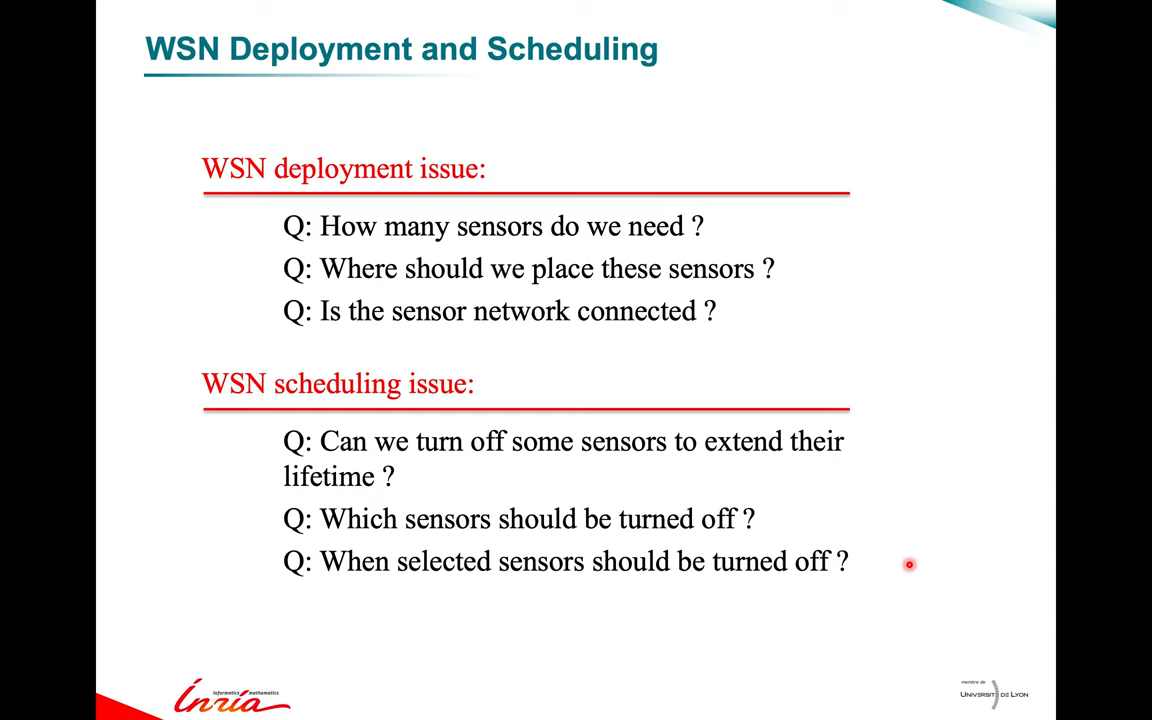 WSN Deployment and Scheduling
WSN deployment issue:
Q: How many sensors do we need ?
Q: Where should we place these sensors ?
Q: Is the sensor network connected ?
WSN scheduling issue:
Q: Can we turn off some sensors to extend their
lifetime ?
Q: Which sensors should be turned off ?
Q: When selected sensors should be turned off ?
informatics mathematics
Inria
membre de
UNIVERSITÉ DE LYON